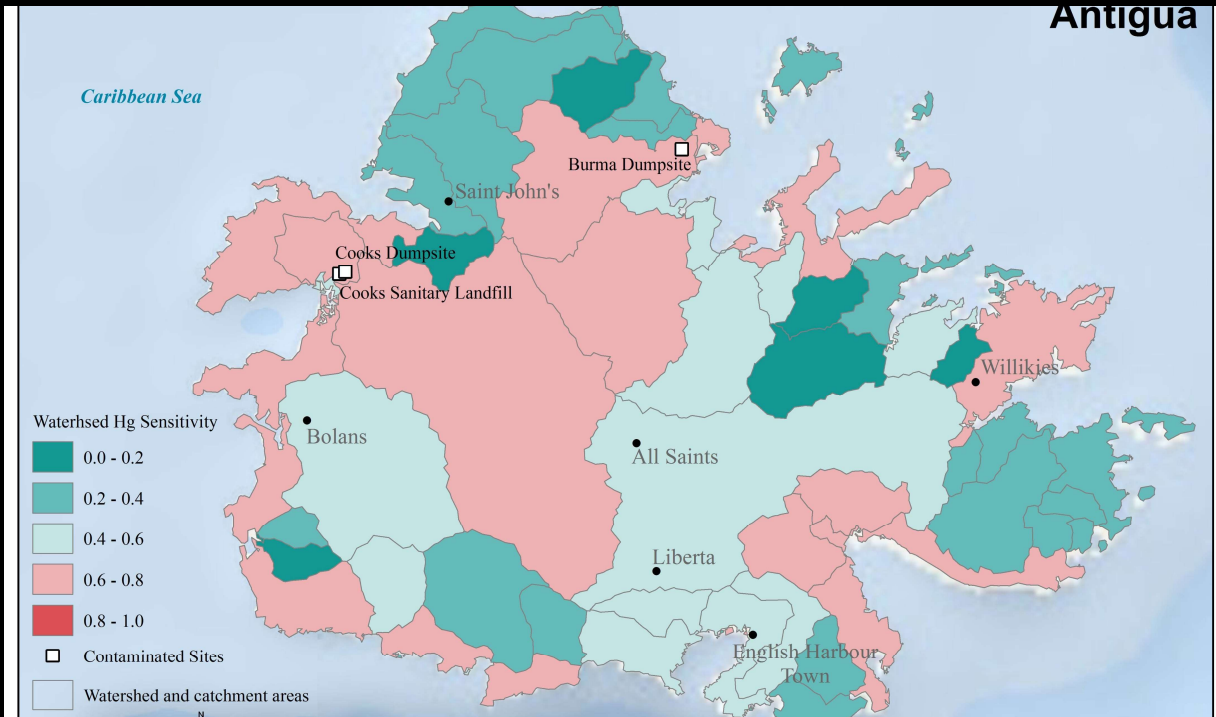 Antigua
Caribbean Sea
Burma Dumpsite
Saint John's
Cooks Dumpsite
Cooks Sanitary Landfill
Willikies
Bolans
All Saints
Liberta
English Harbour
Town
Waterhsed Hg Sensitivity
0.0 - 0.2
0.2 - 0.4
0.4 - 0.6
0.6 - 0.8
0.8 - 1.0
Contaminated Sites
Watershed and catchment areas
N